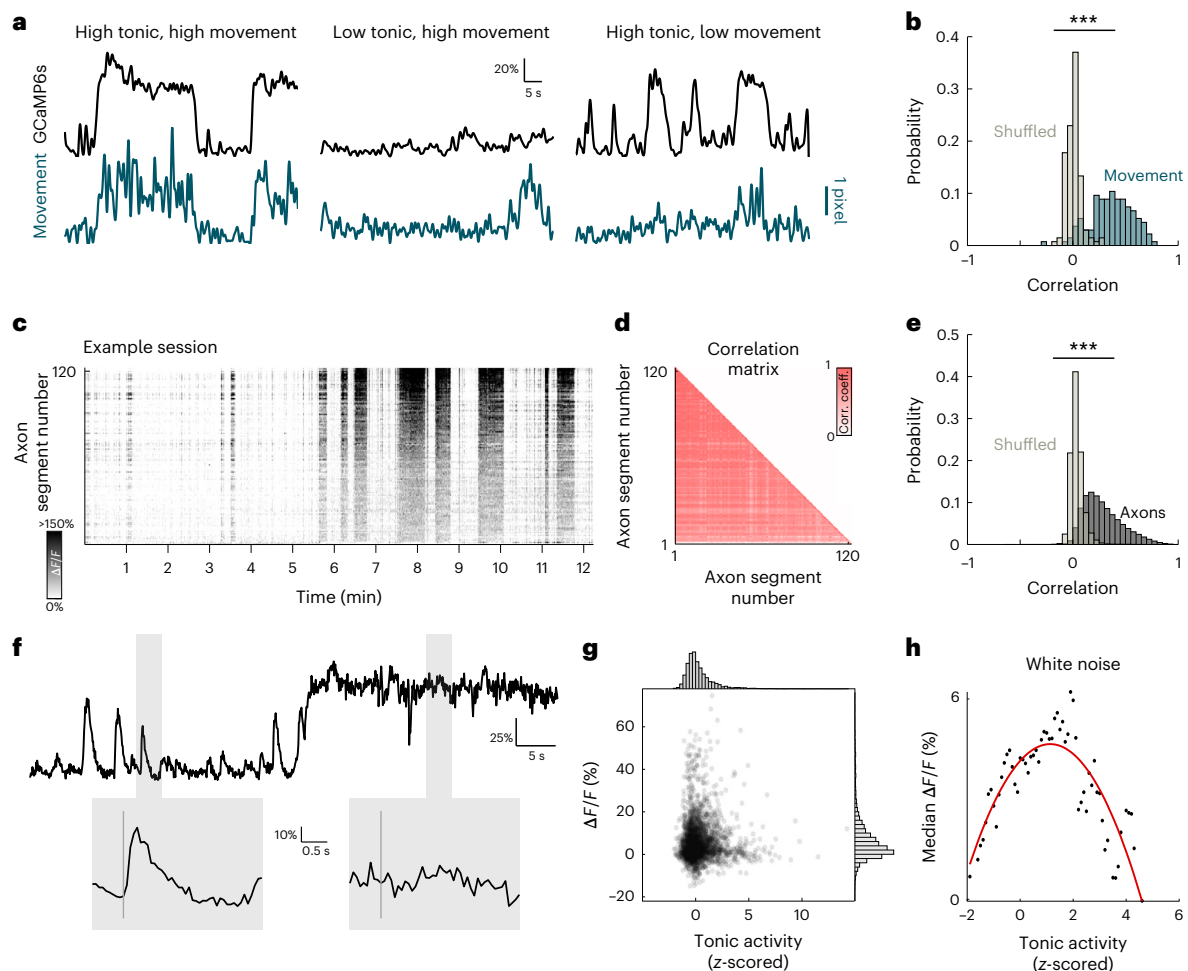 a
High tonic, high movement
Low tonic, high movement
High tonic, low movement
GCaMP6s
Movement
20%
5 s
1 pixel
b
***
0.4
0.3
0.2
0.1
0
Probability
Shuffled
Movement
−1
0
1
Correlation
c
Example session
120
Axon
segment number
>150%
ΔF/F
0%
1
2
3
4
5
6
7
8
9
10
11
12
Time (min)
d
Correlation
matrix
1
0
Corr. coeff.
120
1
Axon segment number
1
120
Axon segment
number
e
***
0.5
0.4
0.3
0.2
0.1
0
Probability
Shuffled
Axons
−1
0
1
Correlation
f
25%
5 s
10%
0.5 s
g
60
40
20
0
−20
ΔF/F (%)
0
5
10
Tonic activity
(z-scored)
h
White noise
6
3
0
Median ΔF/F (%)
−2
0
2
4
6
Tonic activity
(z-scored)